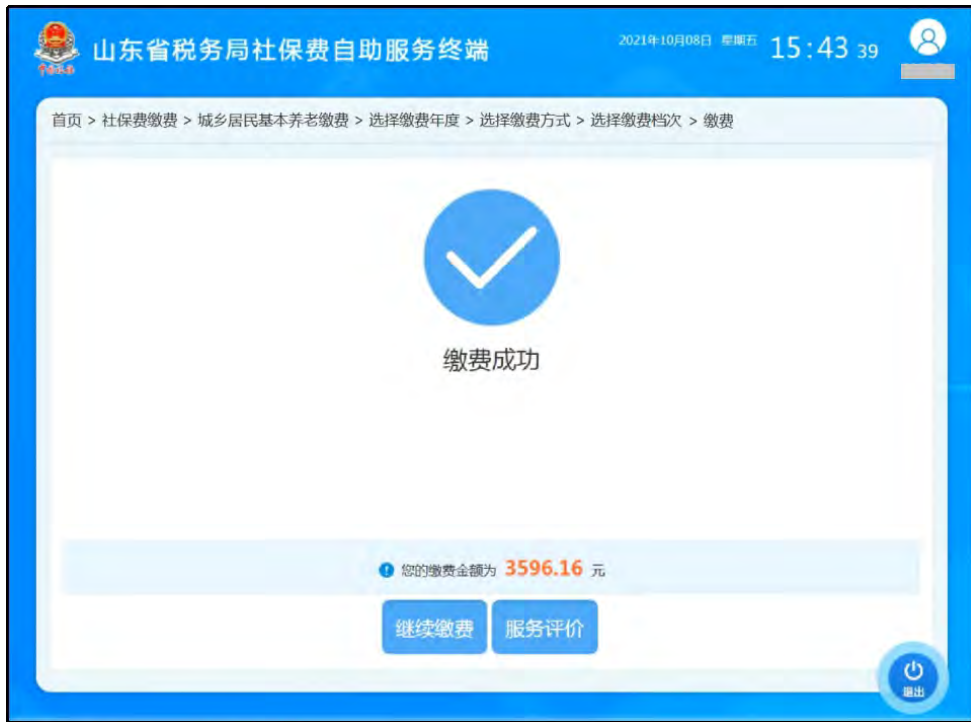 山东省税务局社保费自助服务终端
2021年10月08日 星期五 15:43 39
中国税务
首页 > 社保费缴费 > 城乡居民基本养老缴费 > 选择缴费年度 > 选择缴费方式 > 选择缴费档次 > 缴费
缴费成功
您的缴费金额为 3596.16 元
继续缴费 服务评价
退出